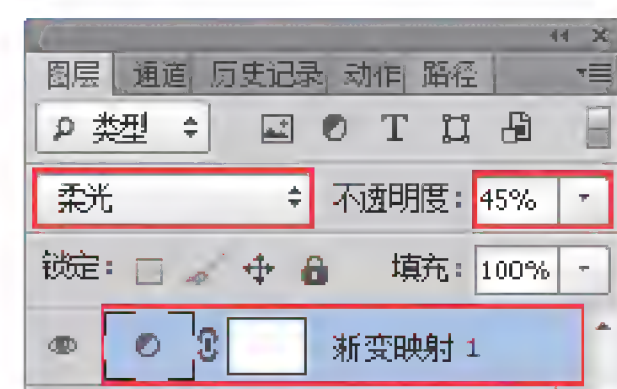 图层 通道 历史记录 动作 路径
类型 T
柔光 不透明度: 45%
锁定: 填充: 100%
渐变映射 1